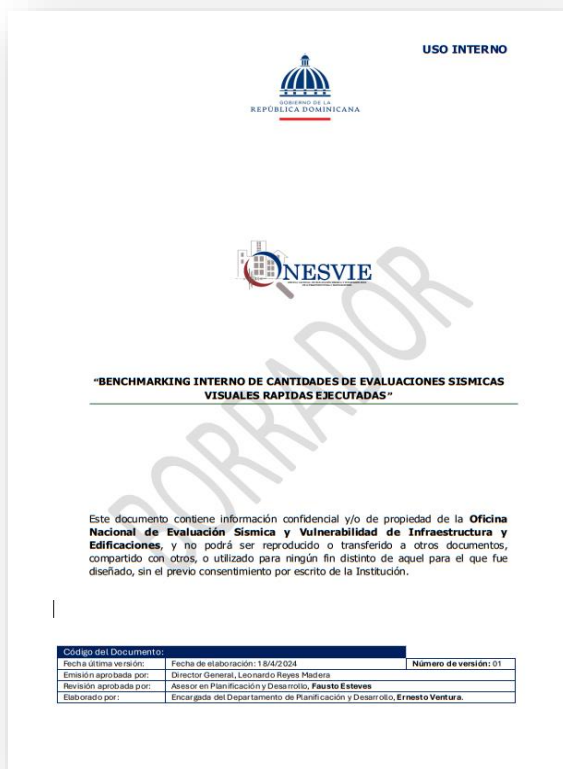 USO INTERNO
GOBIERNO DE LA
REPÚBLICA DOMINICANA
ONESVIE
"BENCHMARKING INTERNO DE CANTIDADES DE EVALUACIONES SISMICAS
VISUALES RAPIDAS EJECUTADAS"
BORRADOR
Este documento contiene información confidencial y/o de propiedad de la Oficina
Nacional de Evaluación Sísmica y Vulnerabilidad de Infraestructura y
Edificaciones, y no podrá ser reproducido o transferido a otros documentos,
compartido con otros, o utilizado para ningún fin distinto de aquel para el que fue
diseñado, sin el previo consentimiento por escrito de la Institución.
Código del Documento:
Fecha última versión: Fecha de elaboración: 18/4/2024 Número de versión: 01
Emisión aprobada por: Director General, Leonardo Reyes Madera
Revisión aprobada por: Asesor en Planificación y Desarrollo, Fausto Esteves
Elaborado por: Encargada del Departamento de Planificación y Desarrollo, Ernesto Ventura.